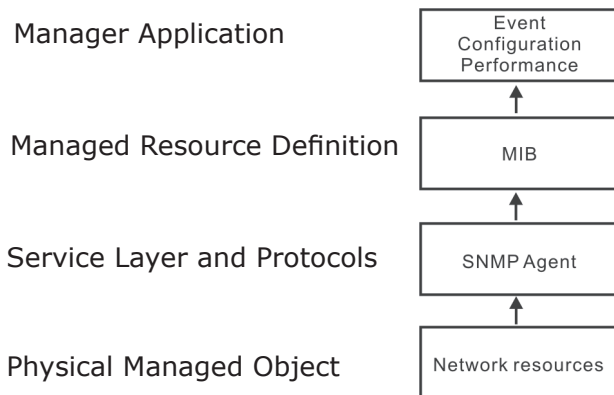 Manager Application
Event
Configuration
Performance
Managed Resource Definition
MIB
Service Layer and Protocols
SNMP Agent
Physical Managed Object
Network resources